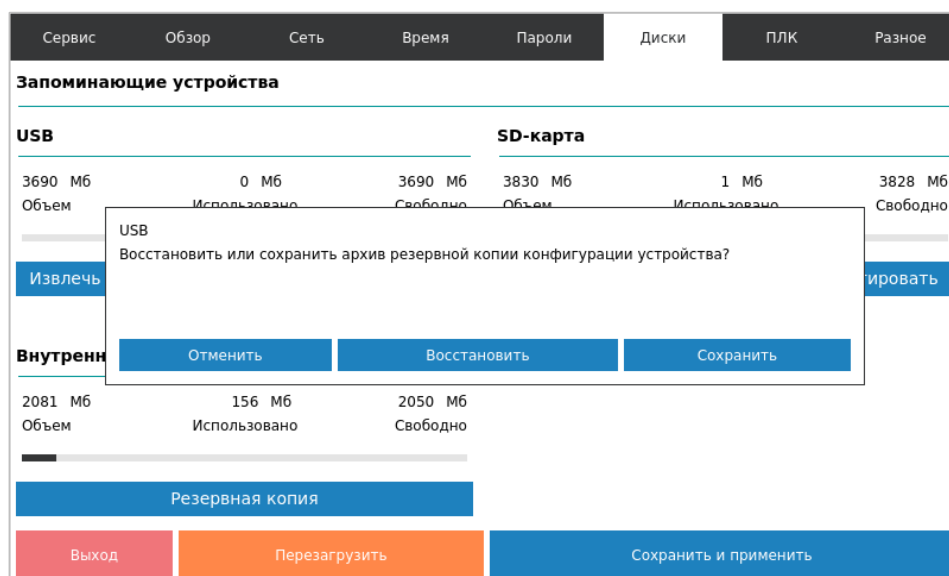 Сервис Обзор Сеть Время Пароли Диски ПЛК Разное
Запоминающие устройства
USB SD-карта
3690 Мб 0 Мб 3690 Мб 3830 Мб 1 Мб 3828 Мб
Объем Использовано Свободно Объем Использовано Свободно
USB
Восстановить или сохранить архив резервной копии конфигурации устройства?
Извлечь ировать
Отменить Восстановить Сохранить
Внутренн
2081 Мб 156 Мб 2050 Мб
Объем Использовано Свободно
Резервная копия
Выход Перезагрузить Сохранить и применить